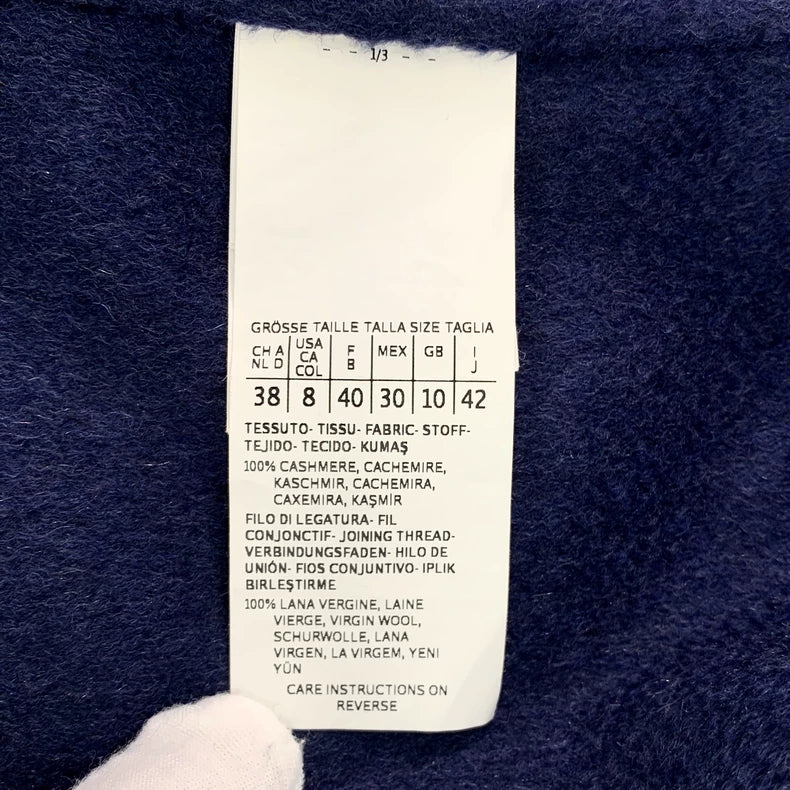 - - 1/3 - -
GRÖSSE TAILLE TALLA SIZE TAGLIA
CH A NL D USA CA COL F B MEX GB I J
38 8 40 30 10 42
TESSUTO- TISSU- FABRIC- STOFF-
TEJIDO- TECIDO- KUMAŞ
100% CASHMERE, CACHEMIRE,
KASCHMIR, CACHEMIRA,
CAXEMIRA, KAŞMİR
FILO DI LEGATURA- FIL
CONJONCTIF- JOINING THREAD-
VERBINDUNGSFADEN- HILO DE
UNIÓN- FIOS CONJUNTIVO- IPLIK
BIRLEŞTIRME
100% LANA VERGINE, LAINE
VIERGE, VIRGIN WOOL,
SCHURWOLLE, LANA
VIRGEN, LA VIRGEM, YENI
YÜN
CARE INSTRUCTIONS ON
REVERSE